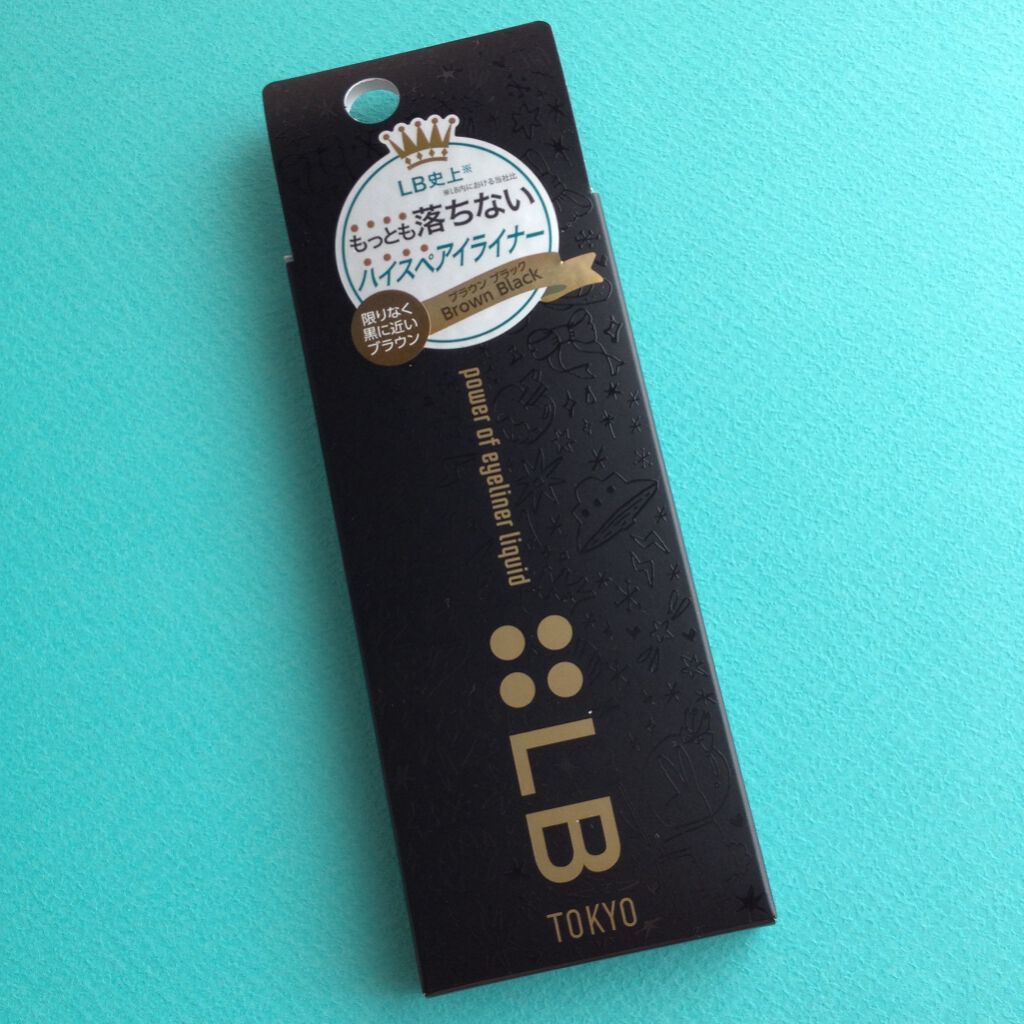 LB史上※
※LB内における当社比
もっとも落ちない
ハイスペアイライナー
ブラウン ブラック
Brown Black
限りなく
黒に近い
ブラウン
power of eyeliner liquid
LB
TOKYO